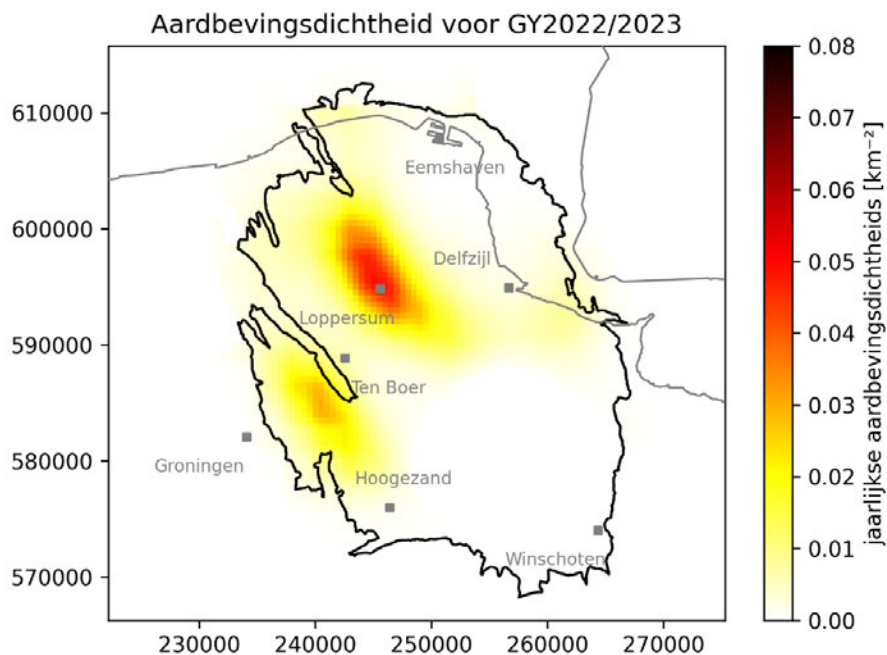 Aardbevingsdichtheid voor GY2022/2023
610000
600000
590000
580000
570000
230000
240000
250000
260000
270000
Eemshaven
Delfzijl
Loppersum
Ten Boer
Groningen
Hoogezand
Winschoten
0.08
0.07
0.06
0.05
0.04
0.03
0.02
0.01
0.00
jaarlijkse aardbevingsdichtheids [km⁻²]